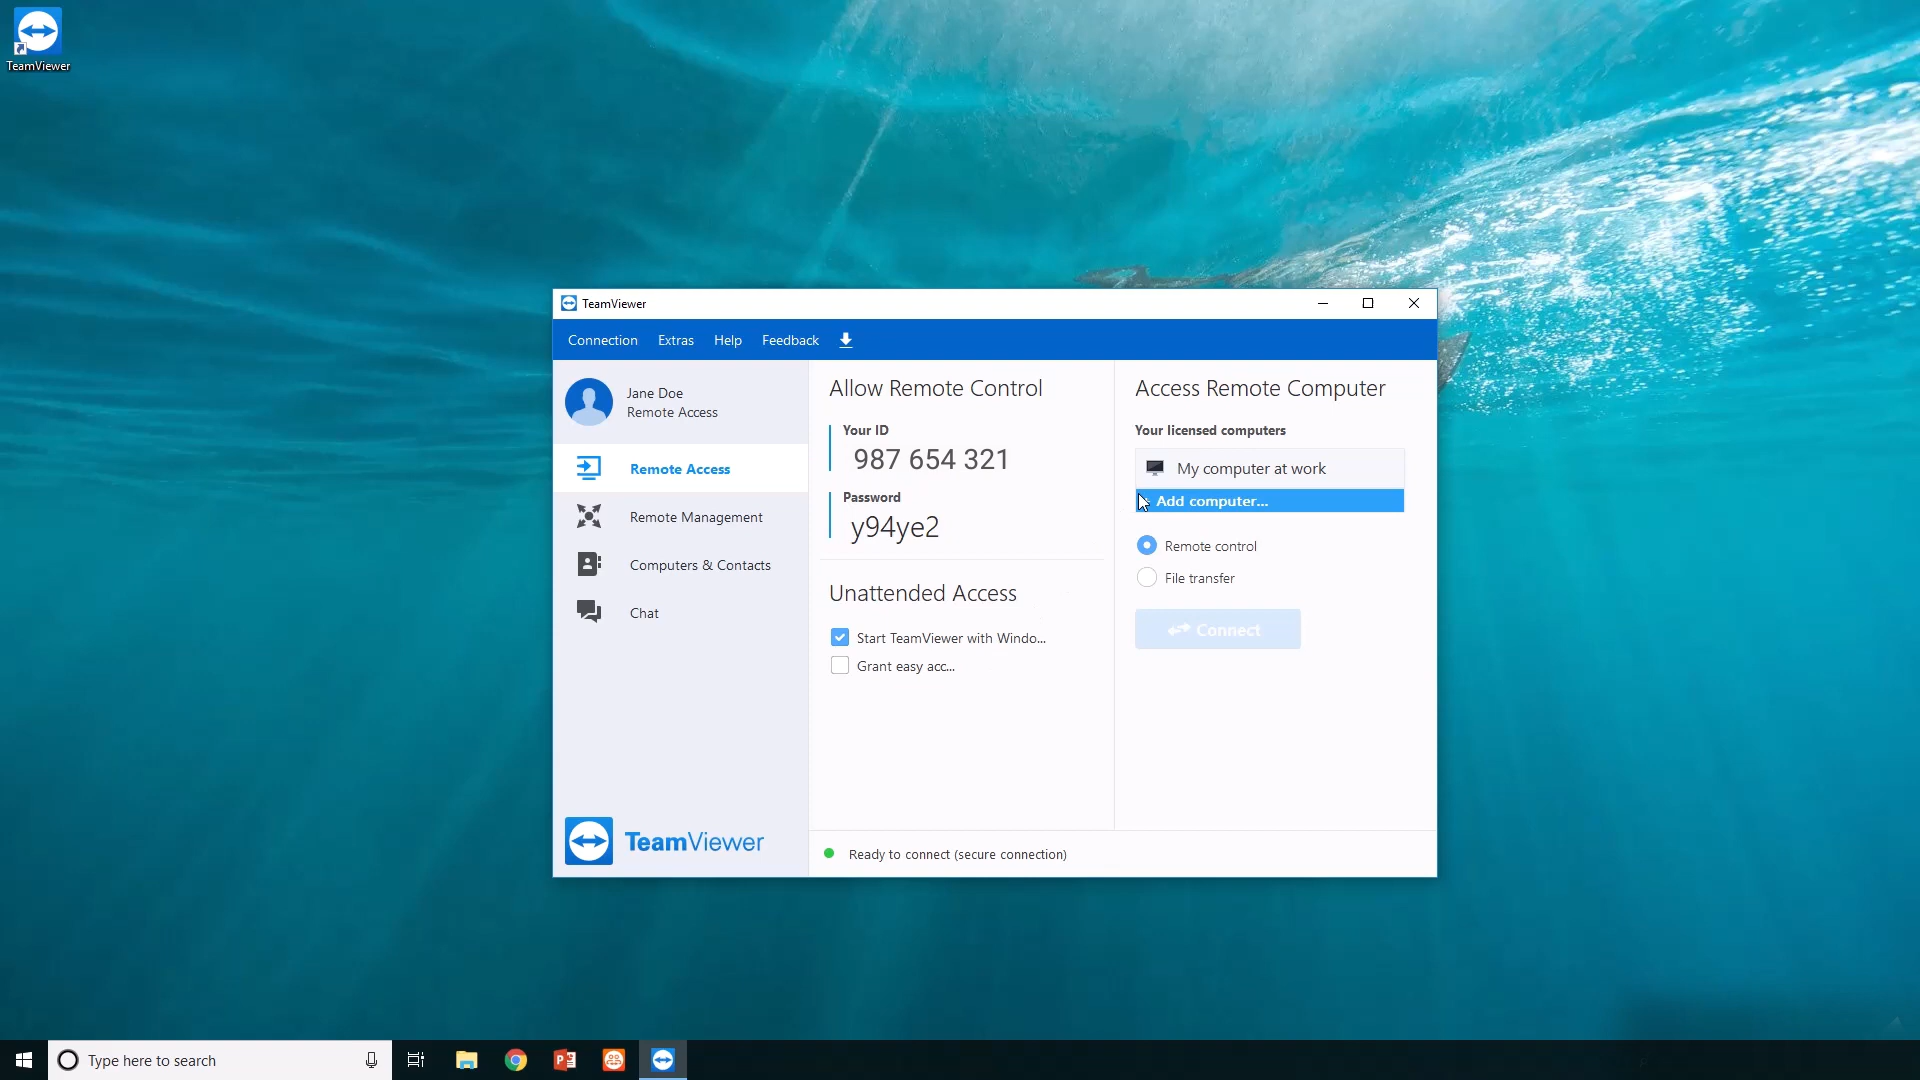 TeamViewer
TeamViewer
Connection Extras Help Feedback
Jane Doe
Remote Access
Remote Access
Remote Management
Computers & Contacts
Chat
TeamViewer
Allow Remote Control
Your ID
987 654 321
Password
y94ye2
Unattended Access
Start TeamViewer with Windo...
Grant easy acc...
Access Remote Computer
Your licensed computers
My computer at work
Add computer...
Remote control
File transfer
Connect
Ready to connect (secure connection)
Type here to search